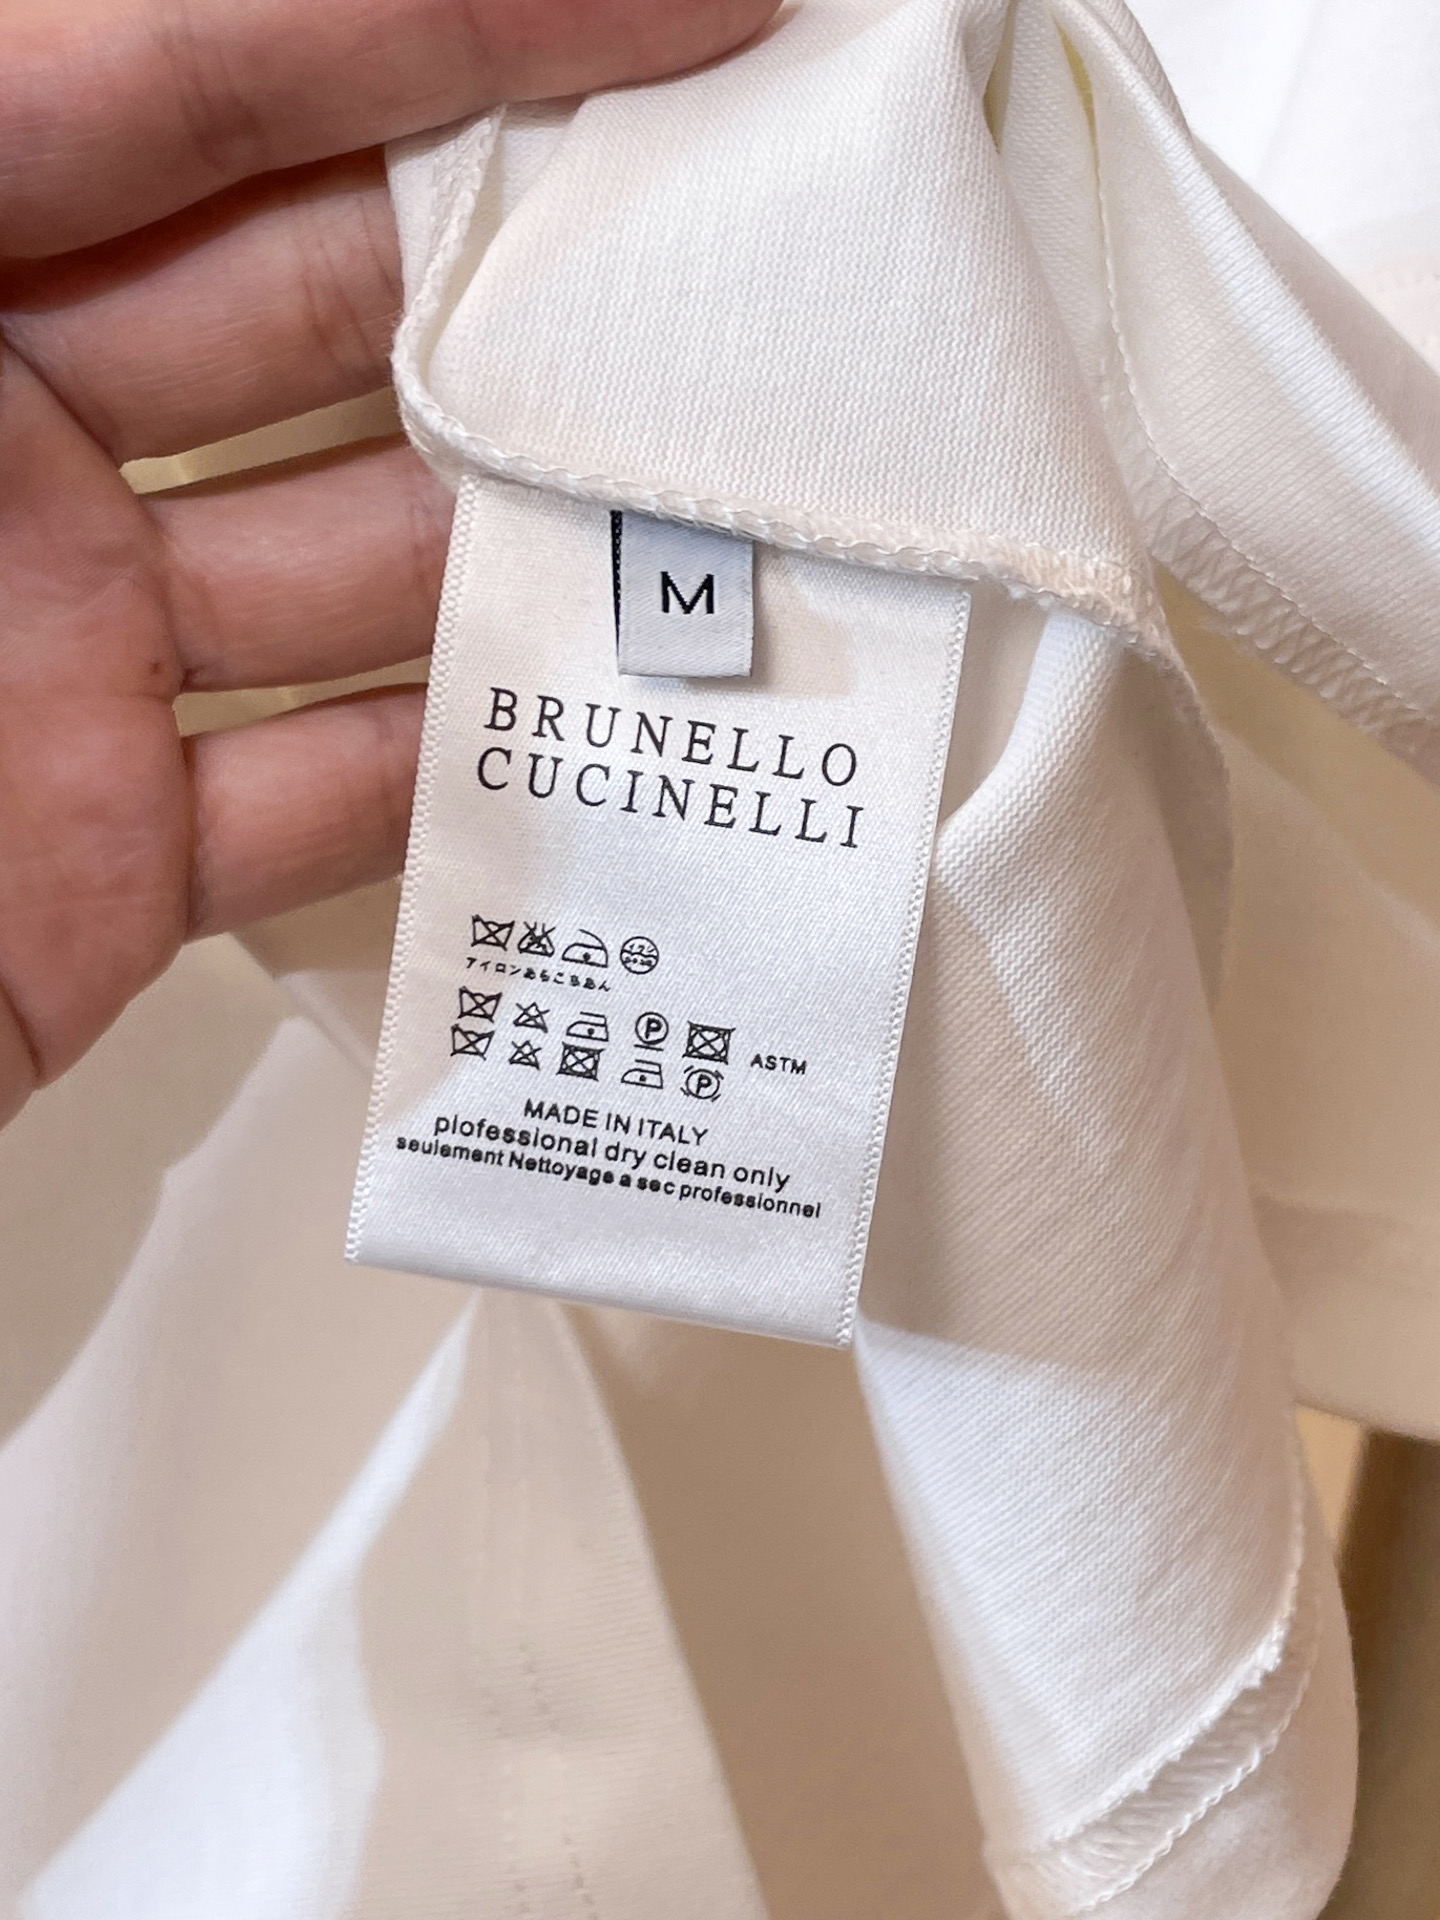 M
BRUNELLO
CUCINELLI
アイロンあらこちあん
P
ASTM
P
MADE IN ITALY
piofessional dry clean only
seulement Nettoyage a sec professionnel